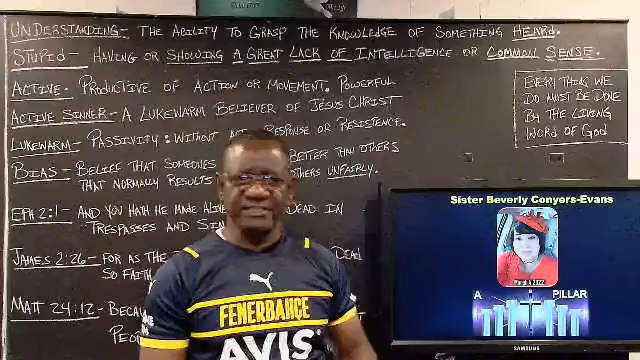 UNDERSTANDING:- THE ABILITY TO GRASP THE KNOWLEDGE OF SOMETHING HEARD.
STUPID- HAVING OR SHOWING A GREAT LACK OF INTELLIGENCE OR COMMON SENSE.
ACTIVE- PRODUCTIVE OF ACTION OR MOVEMENT. POWERFUL
ACTIVE SINNER- A LUKEWARM BELIEVER OF JESUS CHRIST
LUKEWARM- PASSIVITY: WITHOUT RESPONSE OR RESISTENCE.
BIAS- BELIEF THAT SOMEONE BETTER THAN OTHERS
THAT NORMALLY RESULTS OTHERS UNFAIRLY.
EPH 2:1- AND YOU HATH HE MADE ALIVE DEAD IN
TRESPASSES AND SIN
JAMES 2:26- FOR AS THE DEAD
SO FAITH
MATT 24:12- BECAU
PEO
EVERYTHING WE
DO MUST BE DONE
BY THE LIVING
WORD OF GOD
Sister Beverly Conyers-Evans
A PILLAR
SAMSUNG
PUMA
FENERBAHÇE
AVIS